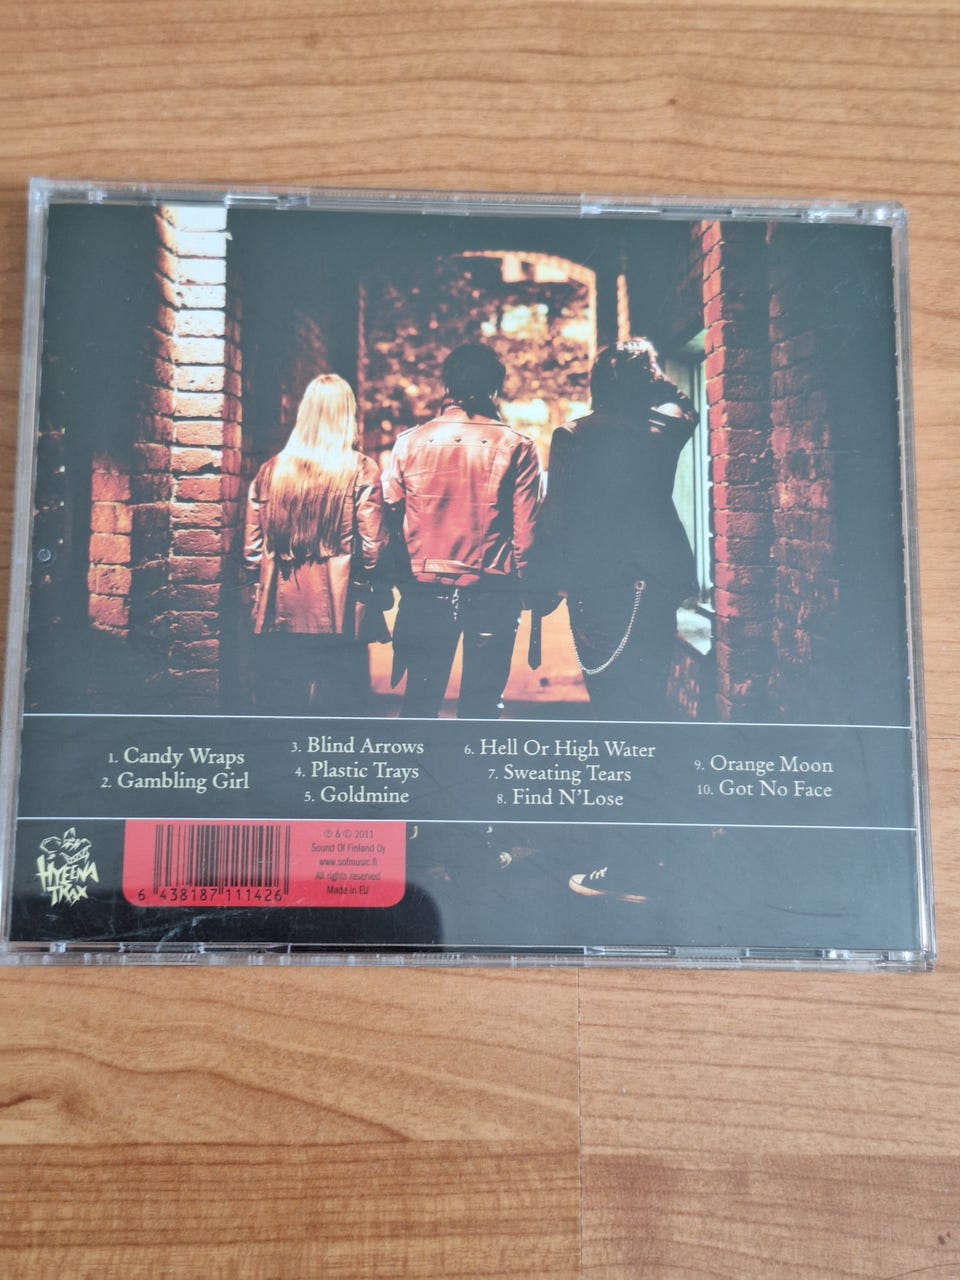 1. Candy Wraps
2. Gambling Girl
3. Blind Arrows
4. Plastic Trays
5. Goldmine
6. Hell Or High Water
7. Sweating Tears
8. Find N'Lose
9. Orange Moon
10. Got No Face
HYEENA
TRAX
6 438187 111426
℗ & © 2011
Sound Of Finland Oy
www.sofmusic.fi
All rights reserved
Made in EU